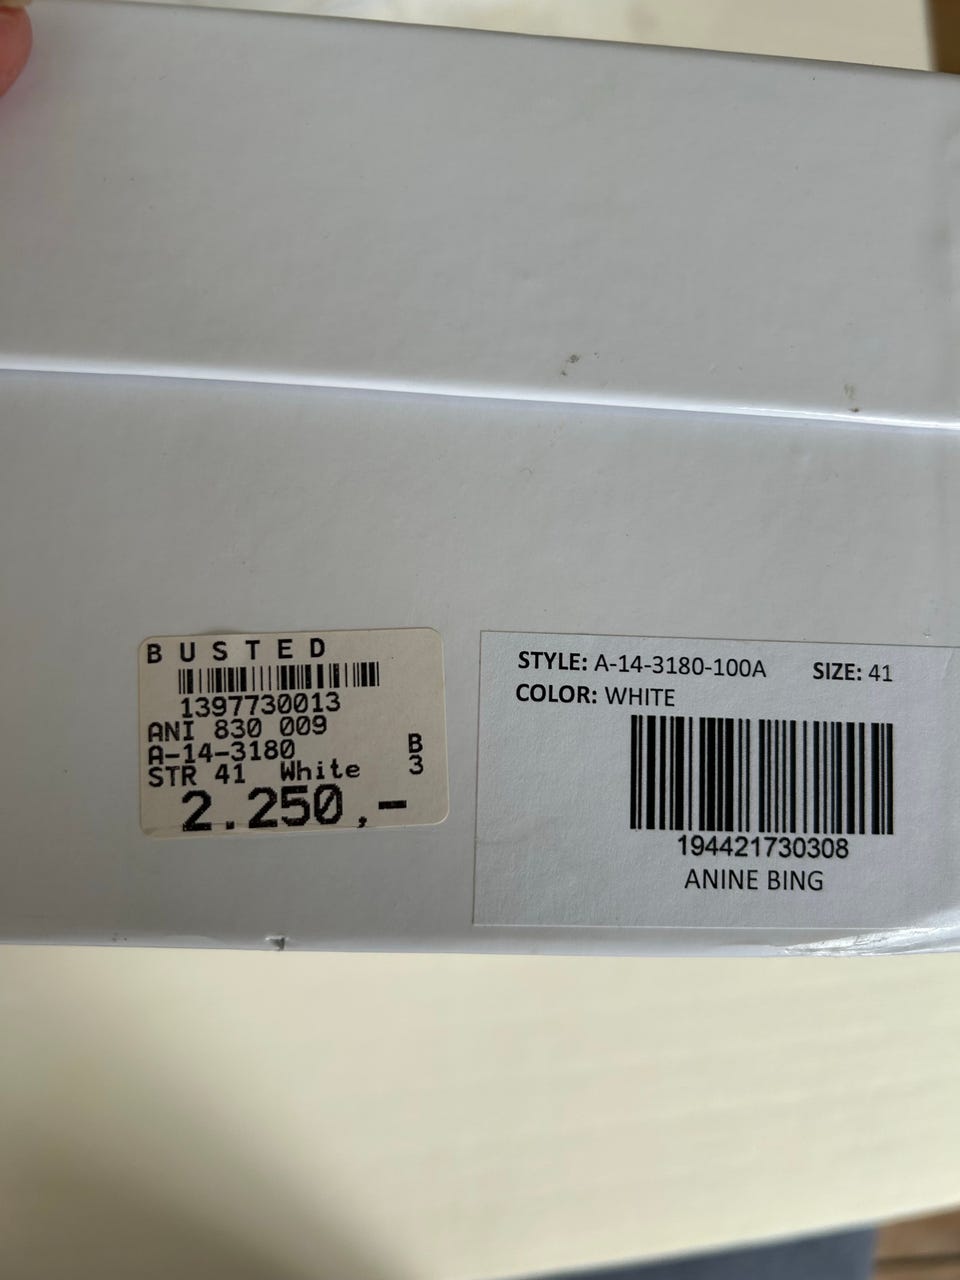 B U S T E D
1397730013
ANI 830 009
A-14-3180
STR 41 White
B
3
2.250,-
STYLE: A-14-3180-100A SIZE: 41
COLOR: WHITE
194421730308
ANINE BING